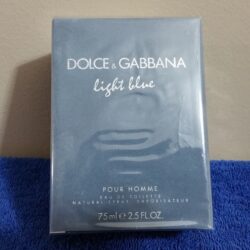 DOLCE & GABBANA
light blue
POUR HOMME
EAU DE TOILETTE
NATURAL SPRAY VAPORISATEUR
75 ml ℮ 2.5 FL.OZ.